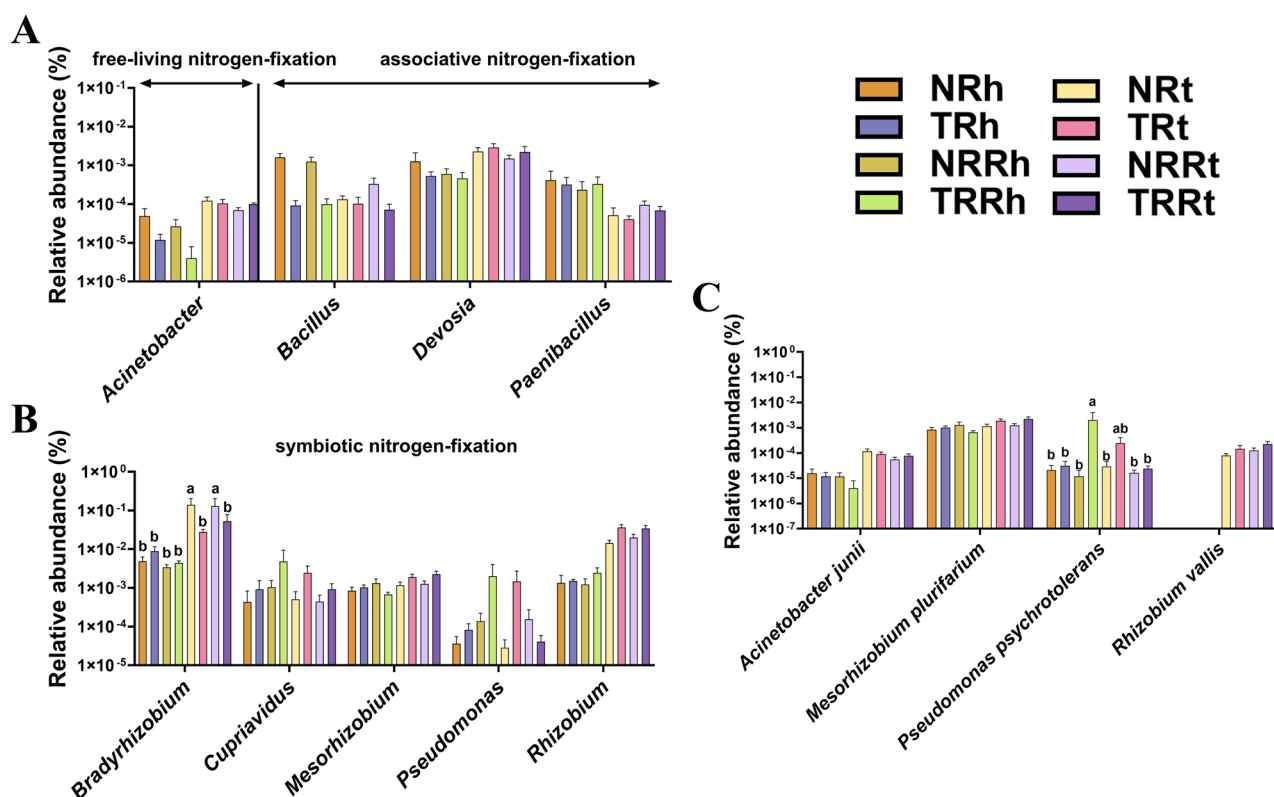 A
free-living nitrogen-fixation
associative nitrogen-fixation
Relative abundance (%)
1×10-1
1×10-2
1×10-3
1×10-4
1×10-5
1×10-6
Acinetobacter
Bacillus
Devosia
Paenibacillus
NRh
TRh
NRRh
TRRh
NRt
TRt
NRRt
TRRt
B
symbiotic nitrogen-fixation
Relative abundance (%)
1×100
1×10-1
1×10-2
1×10-3
1×10-4
1×10-5
b b b b a b a b
Bradyrhizobium
Cupriavidus
Mesorhizobium
Pseudomonas
Rhizobium
C
Relative abundance (%)
1×100
1×10-1
1×10-2
1×10-3
1×10-4
1×10-5
1×10-6
1×10-7
b b b a b ab b b
Acinetobacter junii
Mesorhizobium plurifarium
Pseudomonas psychrotolerans
Rhizobium vallis